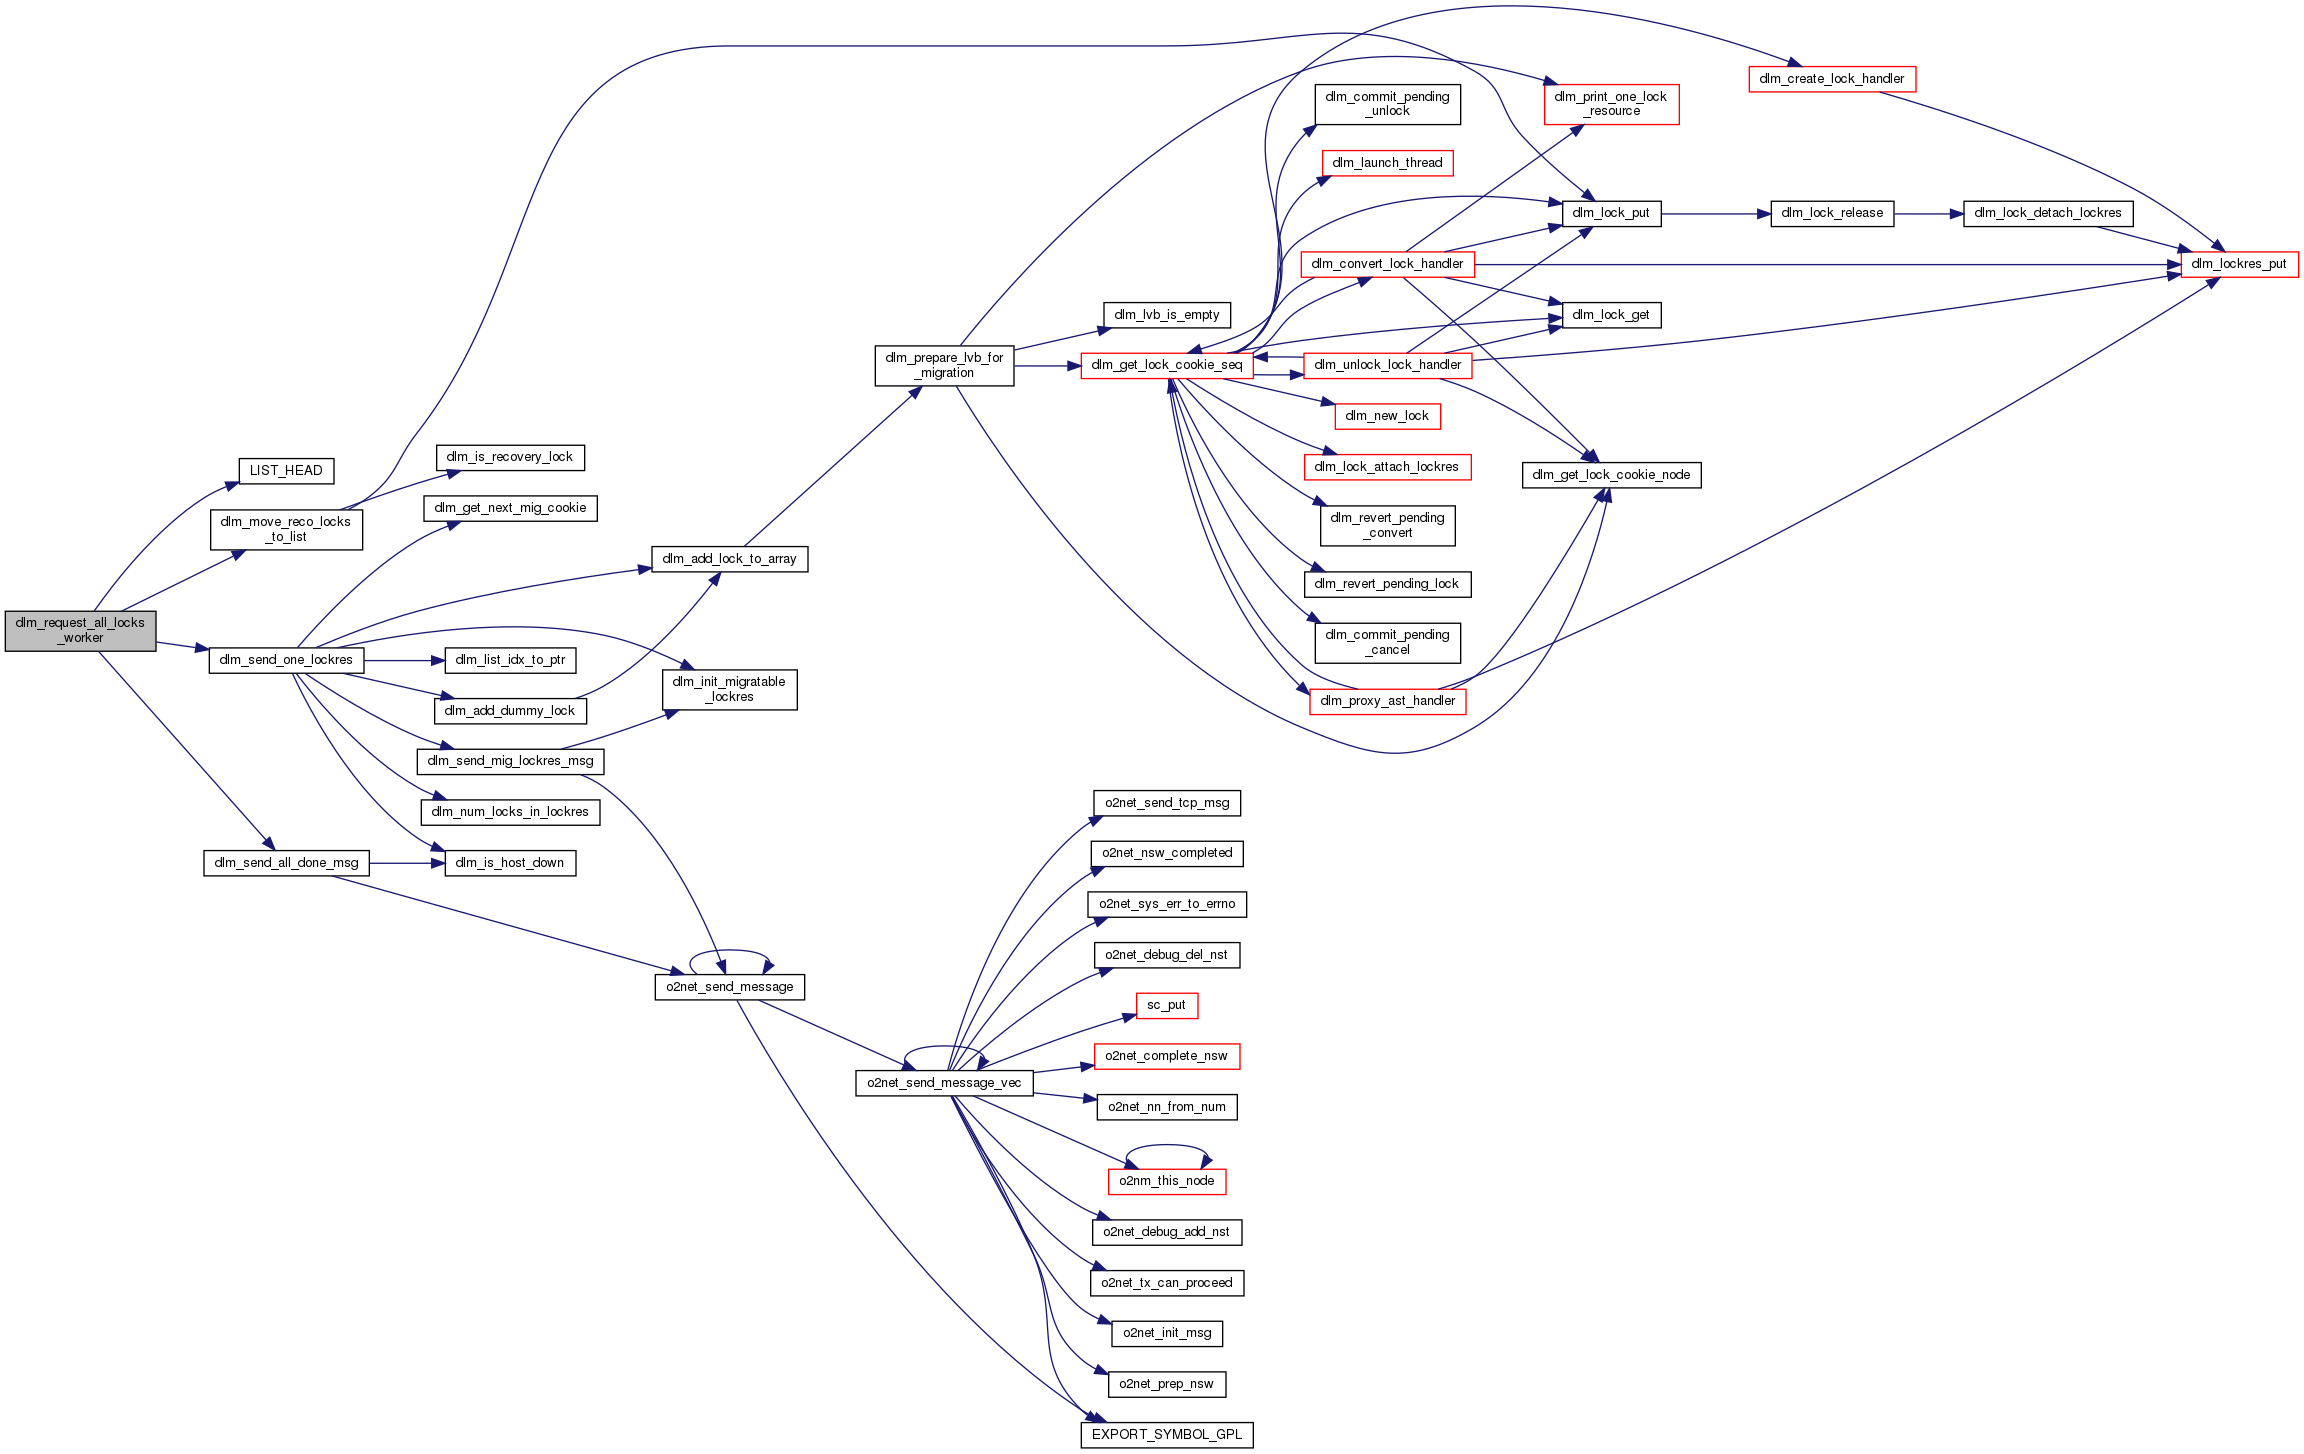 dlm_request_all_locks
_worker
LIST_HEAD
dlm_move_reco_locks
_to_list
dlm_send_one_lockres
dlm_send_all_done_msg
dlm_is_recovery_lock
dlm_get_next_mig_cookie
dlm_list_idx_to_ptr
dlm_add_dummy_lock
dlm_send_mig_lockres_msg
dlm_num_locks_in_lockres
dlm_is_host_down
dlm_add_lock_to_array
dlm_init_migratable
_lockres
o2net_send_message
dlm_prepare_lvb_for
_migration
o2net_send_message_vec
dlm_lvb_is_empty
dlm_get_lock_cookie_seq
o2net_send_tcp_msg
o2net_nsw_completed
o2net_sys_err_to_errno
o2net_debug_del_nst
sc_put
o2net_complete_nsw
o2net_nn_from_num
o2nm_this_node
o2net_debug_add_nst
o2net_tx_can_proceed
o2net_init_msg
o2net_prep_nsw
EXPORT_SYMBOL_GPL
dlm_commit_pending
_unlock
dlm_launch_thread
dlm_convert_lock_handler
dlm_unlock_lock_handler
dlm_new_lock
dlm_lock_attach_lockres
dlm_revert_pending
_convert
dlm_revert_pending_lock
dlm_commit_pending
_cancel
dlm_proxy_ast_handler
dlm_print_one_lock
_resource
dlm_lock_put
dlm_lock_get
dlm_get_lock_cookie_node
dlm_create_lock_handler
dlm_lock_release
dlm_lock_detach_lockres
dlm_lockres_put